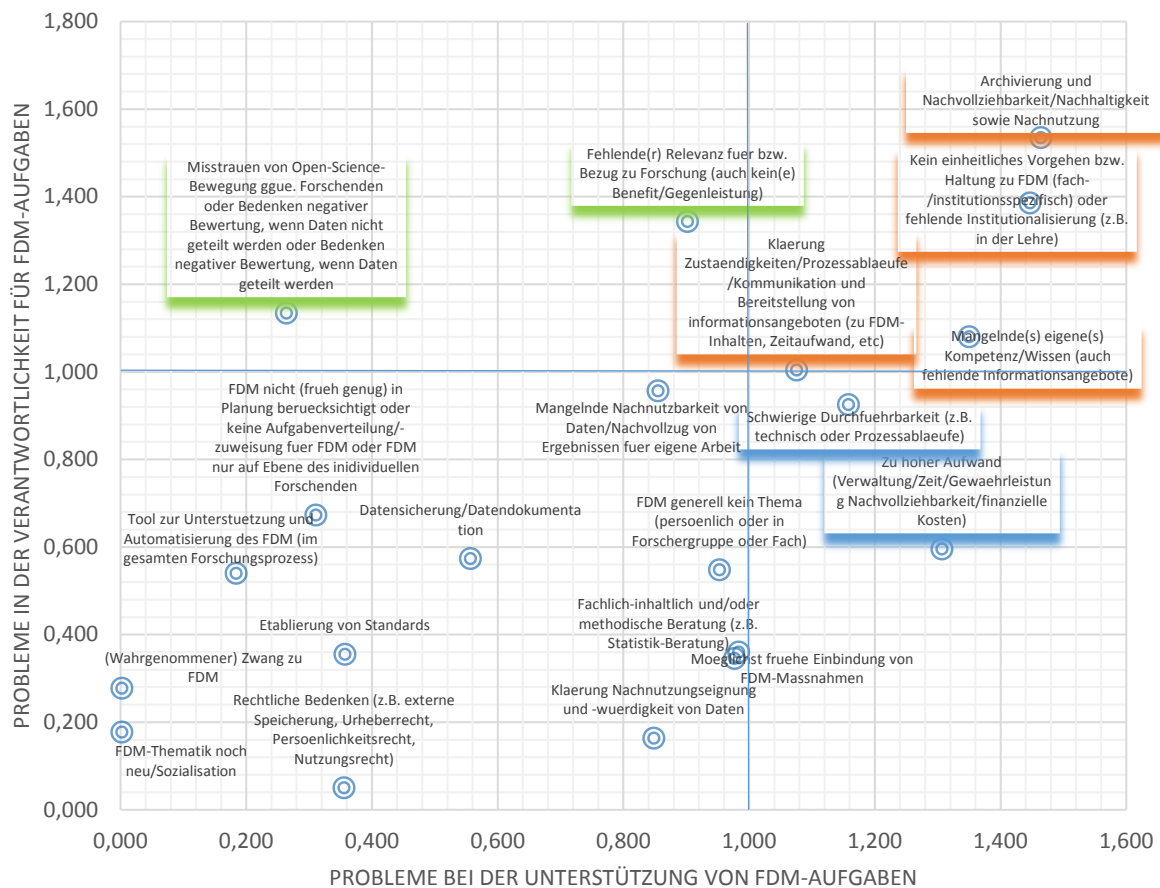 PROBLEME IN DER VERANTWORTLICHKEIT FÜR FDM-AUFGABEN
1,800
1,600
1,400
1,200
1,000
0,800
0,600
0,400
0,200
0,000
Archivierung und
Nachvollziehbarkeit/Nachhaltigkeit
sowie Nachnutzung
Fehlende(r) Relevanz fuer bzw.
Bezug zu Forschung (auch kein(e)
Benefit/Gegenleistung)
Kein einheitliches Vorgehen bzw.
Haltung zu FDM (fach-
/institutionsspezifisch) oder
fehlende Institutionalisierung (z.B.
in der Lehre)
Misstrauen von Open-Science-
Bewegung ggue. Forschenden
oder Bedenken negativer
Bewertung, wenn Daten nicht
geteilt werden oder Bedenken
negativer Bewertung, wenn Daten
geteilt werden
Klaerung
Zustaendigkeiten/Prozessablaeufe
/Kommunikation und
Bereitstellung von
informationsangeboten (zu FDM-
Inhalten, Zeitaufwand, etc)
Mangelnde(s) eigene(s)
Kompetenz/Wissen (auch
fehlende Informationsangebote)
FDM nicht (frueh genug) in
Planung beruecksichtigt oder
keine Aufgabenverteilung/-
zuweisung fuer FDM oder FDM
nur auf Ebene des inidividuellen
Forschenden
Mangelnde Nachnutzbarkeit von
Daten/Nachvollzug von
Ergebnissen fuer eigene Arbeit
Schwierige Durchfuehrbarkeit (z.B.
technisch oder Prozessablaeufe)
Zu hoher Aufwand
(Verwaltung/Zeit/Gewaehrleistun
g Nachvollziehbarkeit/finanzielle
Kosten)
Tool zur Unterstuetzung und
Automatisierung des FDM (im
gesamten Forschungsprozes)
Datensicherung/Datendokumenta
tion
FDM generell kein Thema
(persoenlich oder in
Forschergruppe oder Fach)
Etablierung von Standards
Fachlich-inhaltlich und/oder
methodische Beratung (z.B.
Statistik-Beratung)
Moeglichst fruehe Einbindung von
FDM-Massnahmen
(Wahrgenommener) Zwang zu
FDM
Rechtliche Bedenken (z.B. externe
Speicherung, Urheberrecht,
Persoenlichkeitsrecht,
Nutzungsrecht)
Klaerung Nachnutzungseignung
und -wuerdigkeit von Daten
FDM-Thematik noch
neu/Sozialisation
0,000 0,200 0,400 0,600 0,800 1,000 1,200 1,400 1,600
PROBLEME BEI DER UNTERSTÜTZUNG VON FDM-AUFGABEN